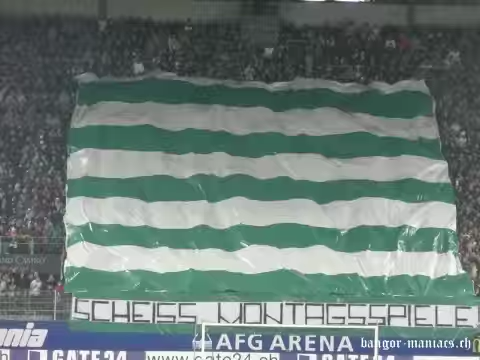 SCHEISS MONTAGSSPIELE!
AFG ARENA
GATE24
www.gate24.ch
bangor-maniacs.ch